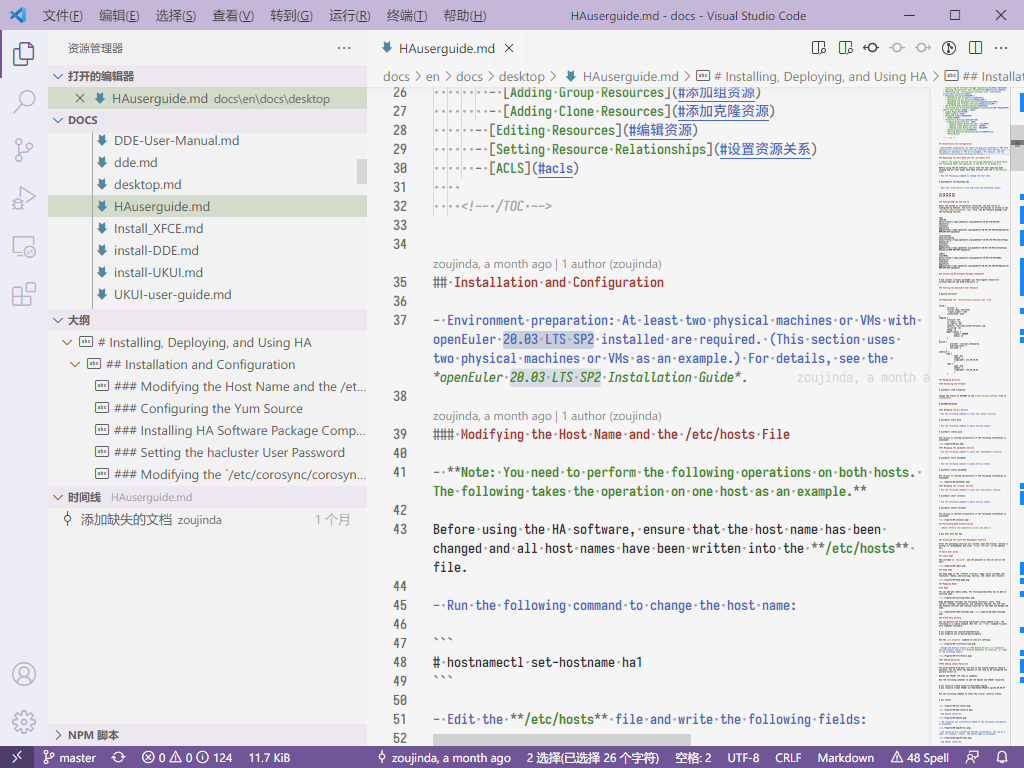 文件(F) 编辑(E) 选择(S) 查看(V) 转到(G) 运行(R) 终端(T) 帮助(H) HAuserguide.md - docs - Visual Studio Code
资源管理器
打开的编辑器
HAuserguide.md docs\en\docs\desktop
DOCS
DDE-User-Manual.md
dde.md
desktop.md
HAuserguide.md
Install_XFCE.md
install-DDE.md
install-UKUI.md
UKUI-user-guide.md
大纲
# Installing, Deploying, and Using HA
## Installation and Configuration
### Modifying the Host Name and the /et...
### Configuring the Yum Source
### Installing HA Software Package Comp...
### Setting the hacluster User Password
### Modifying the `/etc/corosync/corosyn...
时间线 HAuserguide.md
添加缺失的文档 zoujinda 1 个月
NPM 脚本
HAuserguide.md
docs > en > docs > desktop > HAuserguide.md > # Installing, Deploying, and Using HA > ## Installat
26 - [Adding Group Resources](#添加组资源)
27 - [Adding Clone Resources](#添加克隆资源)
28 - [Editing Resources](#编辑资源)
29 - [Setting Resource Relationships](#设置资源关系)
30 - [ACLS](#acls)
31
32 <!-- /TOC -->
33
34
zoujinda, a month ago | 1 author (zoujinda)
35 ## Installation and Configuration
36
37 - Environment preparation: At least two physical machines or VMs with
openEuler 20.03 LTS SP2 installed are required. (This section uses
two physical machines or VMs as an example.) For details, see the
*openEuler 20.03 LTS SP2 Installation Guide*. zoujinda, a month a
38
zoujinda, a month ago | 1 author (zoujinda)
39 ### Modifying the Host Name and the /etc/hosts File
40
41 - **Note: You need to perform the following operations on both hosts.
The following takes the operation on one host as an example.**
42
43 Before using the HA software, ensure that the host name has been
changed and all host names have been written into the **/etc/hosts**
file.
44
45 - Run the following command to change the host name:
46
47 ```
48 # hostnamectl set-hostname ha1
49 ```
50
51 - Edit the **/etc/hosts** file and write the following fields:
52
master 0 0 124 11.7 KiB zoujinda, a month ago 2 选择(已选择 26 个字符) 空格: 2 UTF-8 CRLF Markdown 48 Spell